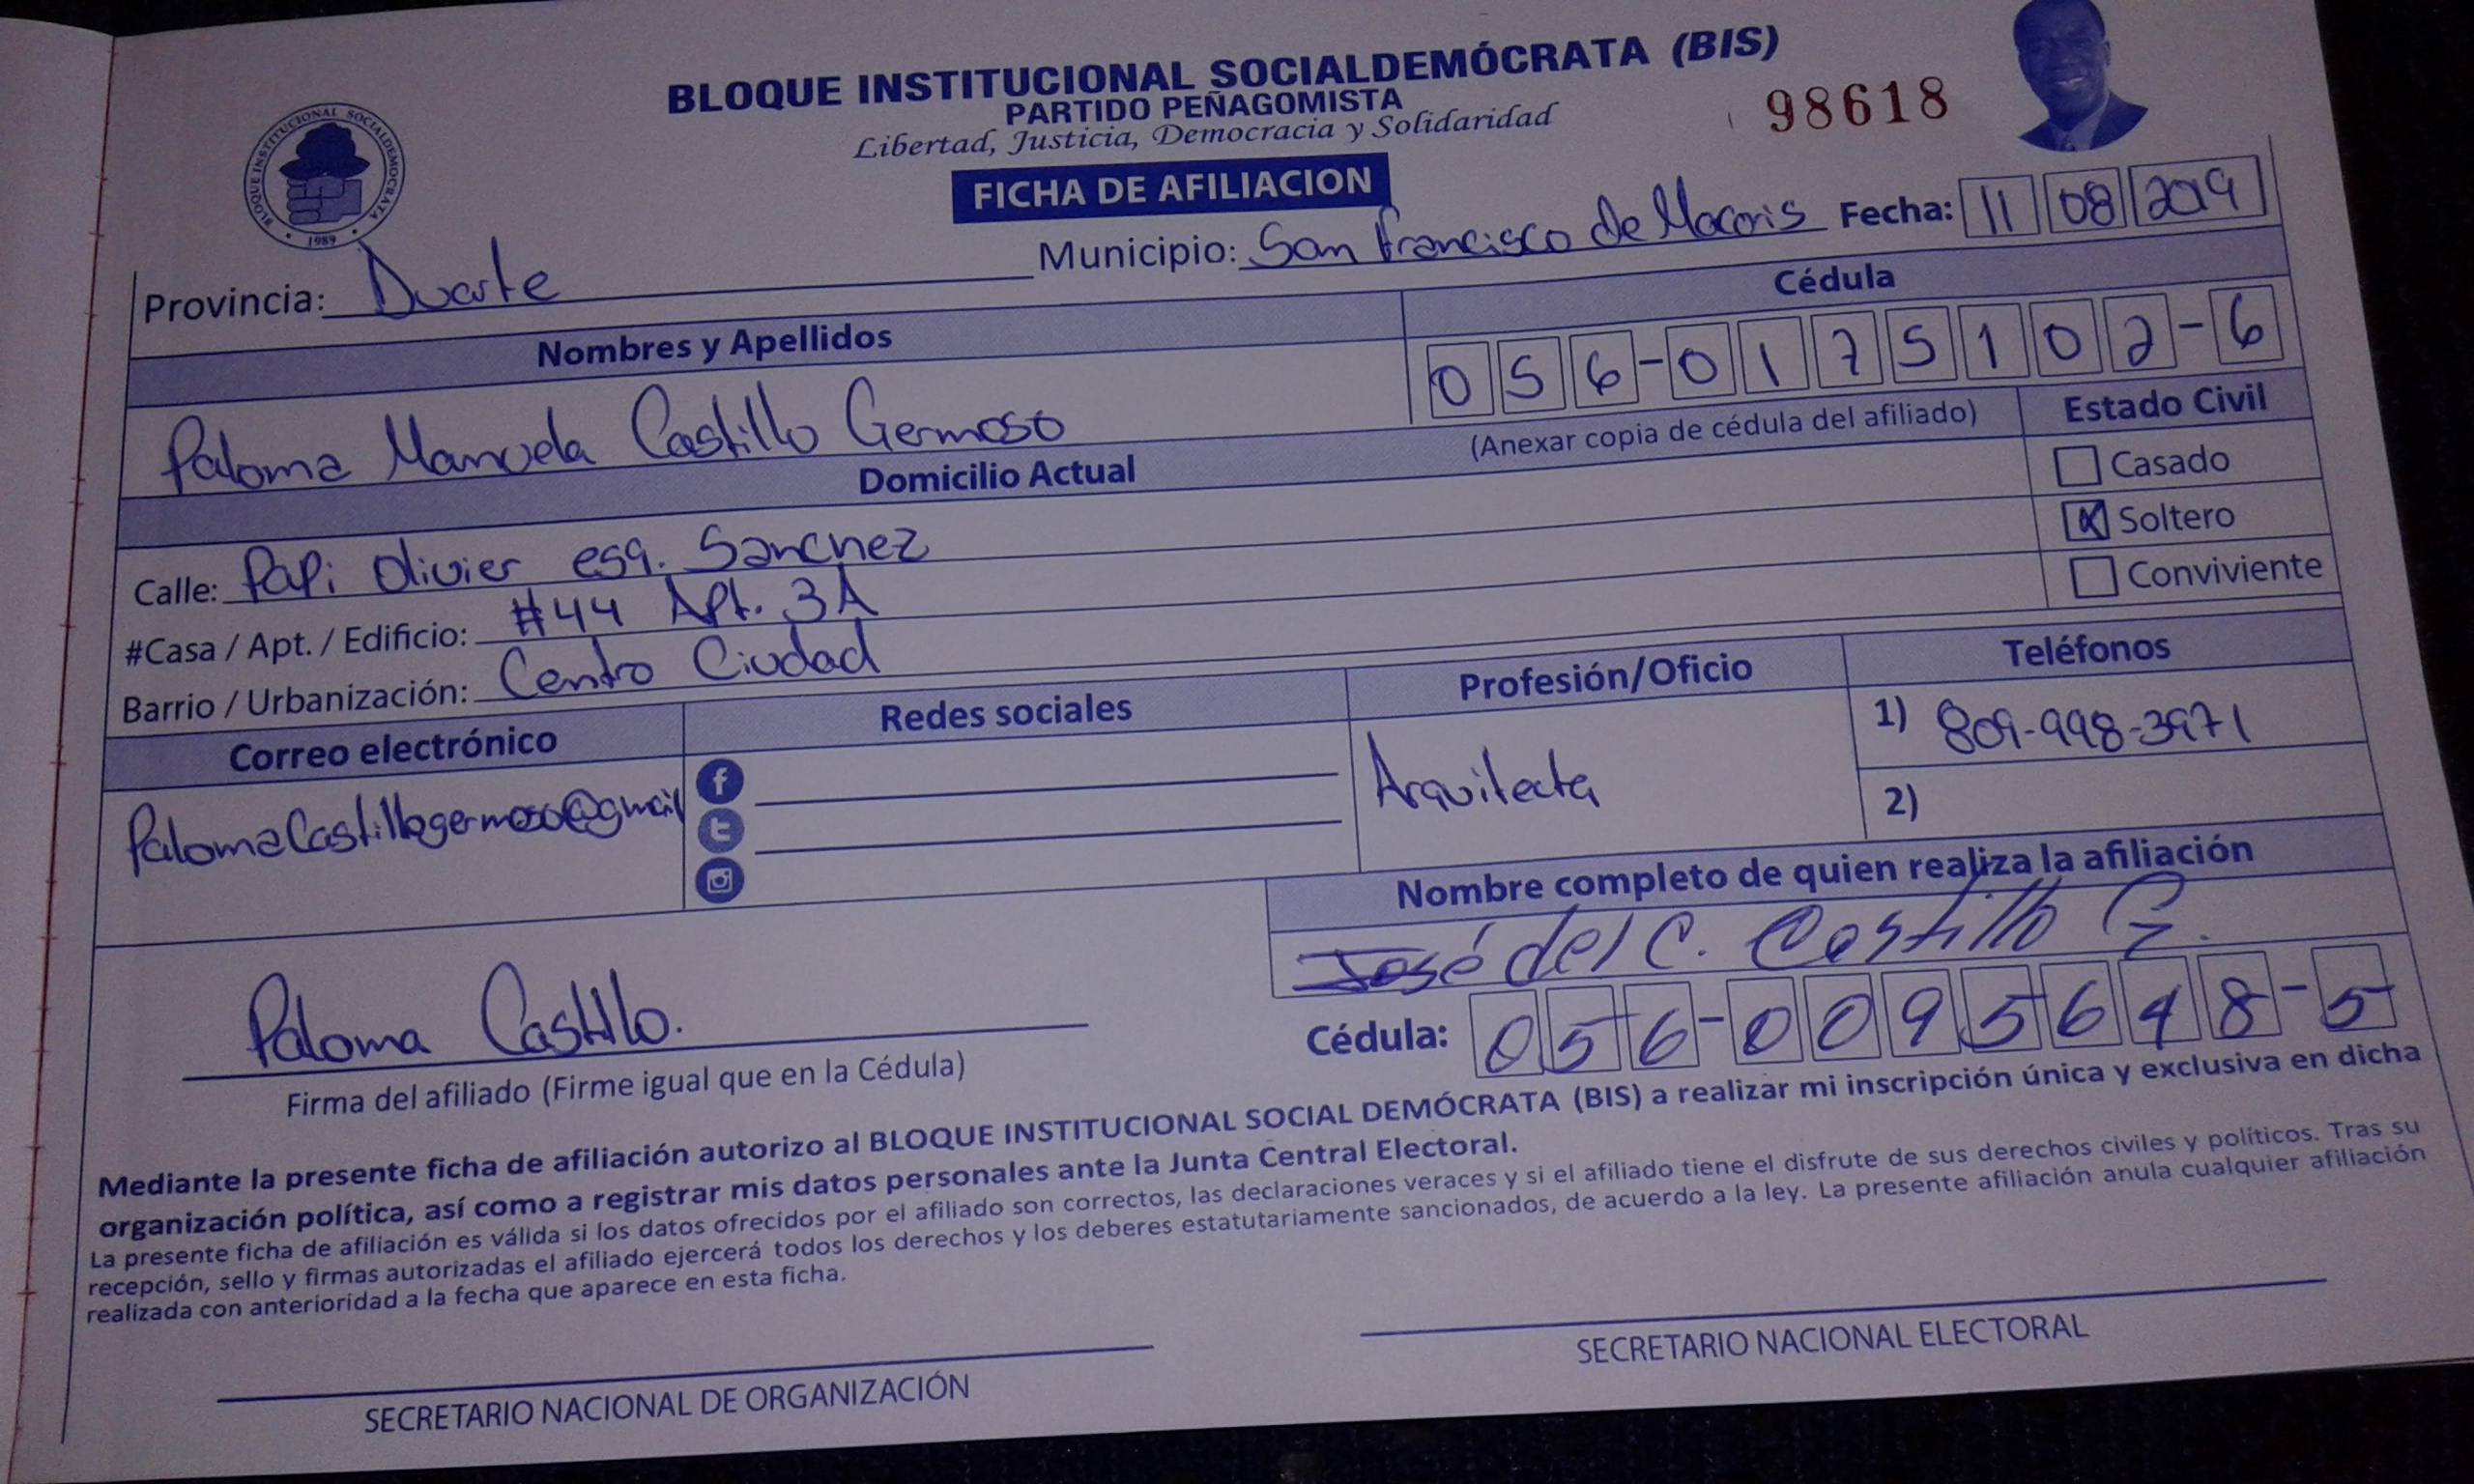 BLOQUE INSTITUCIONAL SOCIALDEMÓCRATA (BIS)
PARTIDO PEÑAGOMISTA
Libertad, Justicia, Democracia y Solidaridad
98618
BLOQUE INSTITUCIONAL SOCIALDEMOCRATA
1989
FICHA DE AFILIACION
Provincia: Duarte Municipio: San Francisco de Macoris Fecha: 11 08 2019
Nombres y Apellidos Cédula
Paloma Manuela Castillo Germoso 056-0175102-6
(Anexar copia de cédula del afiliado)
Domicilio Actual Estado Civil
Casado
Calle: Papi Olivier esq. Sanchez X Soltero
#Casa / Apt. / Edificio: #44 Apt. 3A Conviviente
Barrio / Urbanización: Centro Ciudad
Correo electrónico Redes sociales Profesión/Oficio Teléfonos
PalomaCastillogermoso@gmail Arquitecta 1) 809-998-3971
2)
Nombre completo de quien realiza la afiliación
José del C. Castillo G.
Paloma Castillo. Cédula: 056-0095648-5
Firma del afiliado (Firme igual que en la Cédula)
Mediante la presente ficha de afiliación autorizo al BLOQUE INSTITUCIONAL SOCIAL DEMÓCRATA (BIS) a realizar mi inscripción única y exclusiva en dicha
organización política, así como a registrar mis datos personales ante la Junta Central Electoral.
La presente ficha de afiliación es válida si los datos ofrecidos por el afiliado son correctos, las declaraciones veraces y si el afiliado tiene el disfrute de sus derechos civiles y políticos. Tras su
recepción, sello y firmas autorizadas el afiliado ejercerá todos los derechos y los deberes estatutariamente sancionados, de acuerdo a la ley. La presente afiliación anula cualquier afiliación
realizada con anterioridad a la fecha que aparece en esta ficha.
SECRETARIO NACIONAL DE ORGANIZACIÓN SECRETARIO NACIONAL ELECTORAL